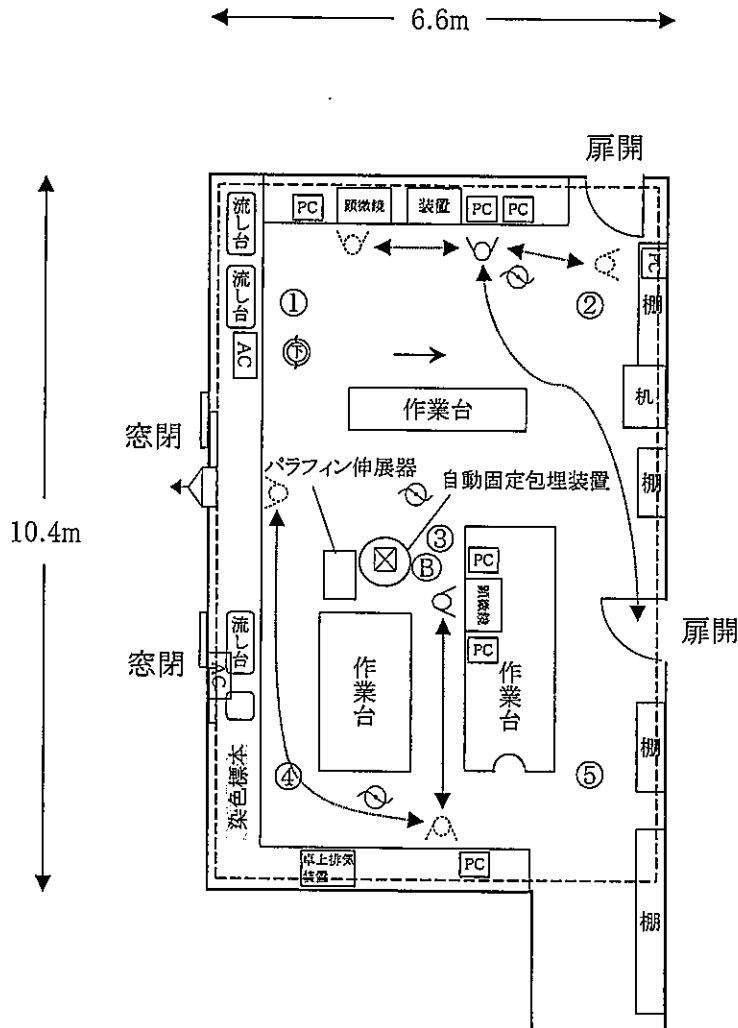 6.6m
扉開
PC
顕微鏡
装置
PC
PC
流し台
PC
流し台
①
②
棚
下
AC
机
作業台
窓閉
パラフィン伸展器
自動固定包埋装置
棚
10.4m
③
PC
B
顕微鏡
扉開
流し台
窓閉
AC
PC
作業台
作業台
棚
染色標本
④
⑤
卓上排気
装置
PC
棚